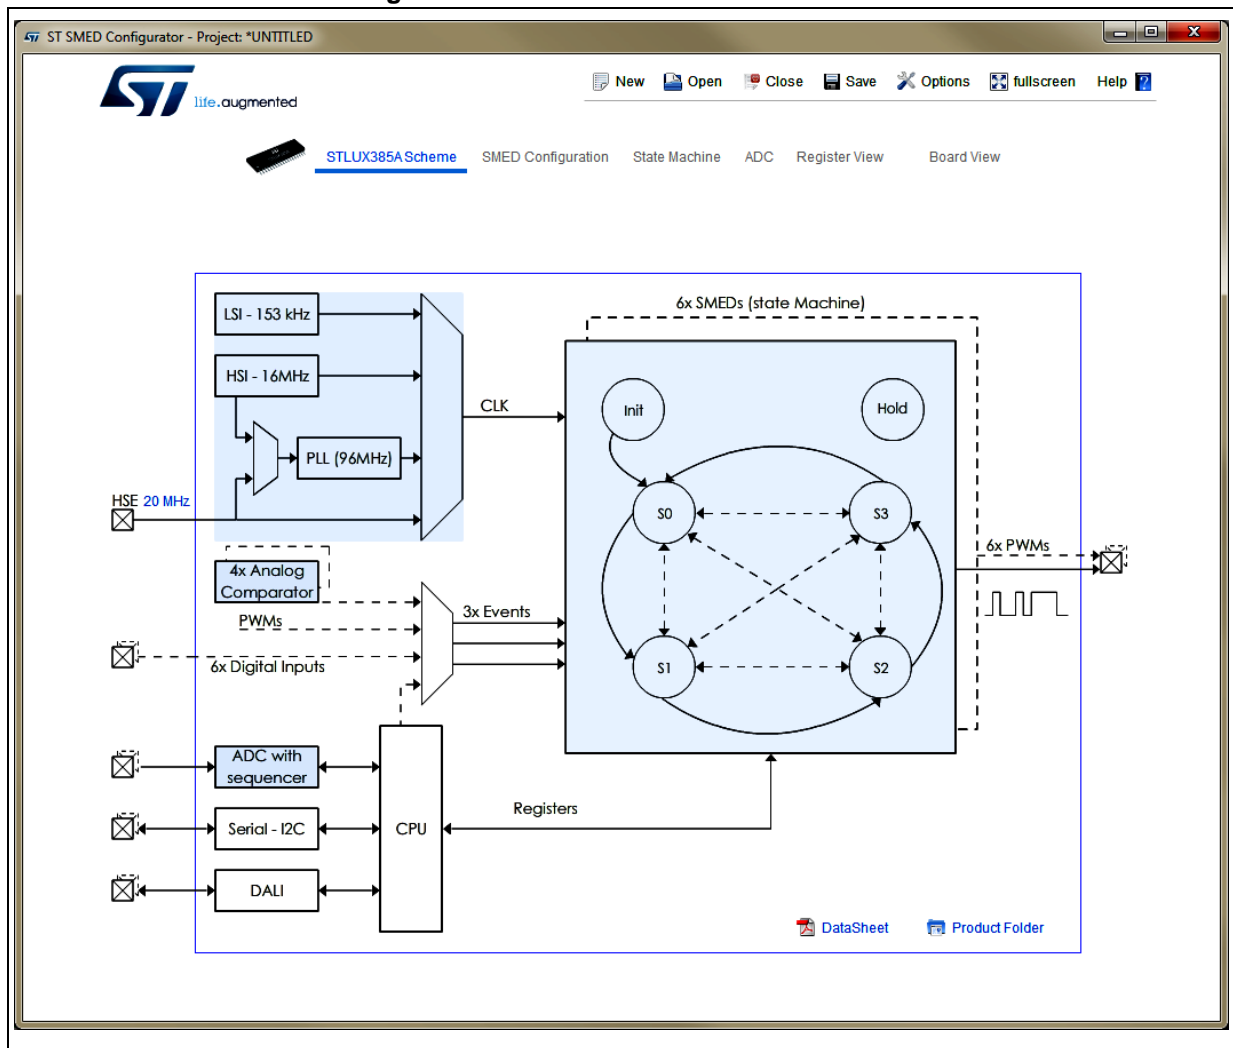 ST SMED Configurator - Project: *UNTITLED
ST life.augmented
New Open Close Save Options fullscreen Help ?
STLUX385A Scheme SMED Configuration State Machine ADC Register View Board View
6x SMEDs (state Machine)
LSI - 153 kHz
HSI - 16MHz
CLK
Init
Hold
PLL (96MHz)
HSE 20 MHz
S0
S3
6x PWMs
4x Analog
Comparator
PWMs
3x Events
6x Digital Inputs
S1
S2
ADC with
sequencer
Registers
Serial - I2C
CPU
DALI
DataSheet
Product Folder